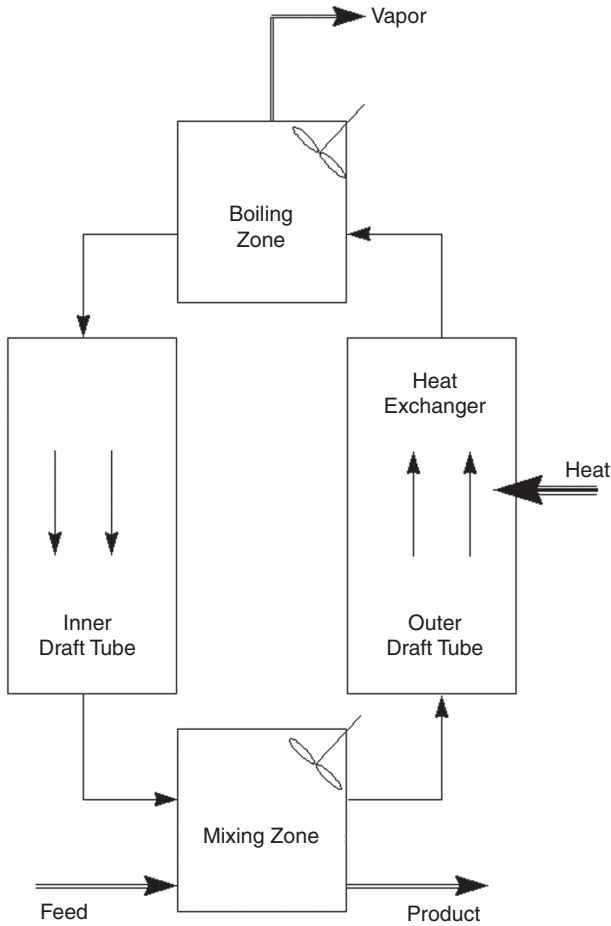 Vapor
Boiling
Zone
Heat
Exchanger
Heat
Inner
Draft Tube
Outer
Draft Tube
Mixing Zone
Feed
Product